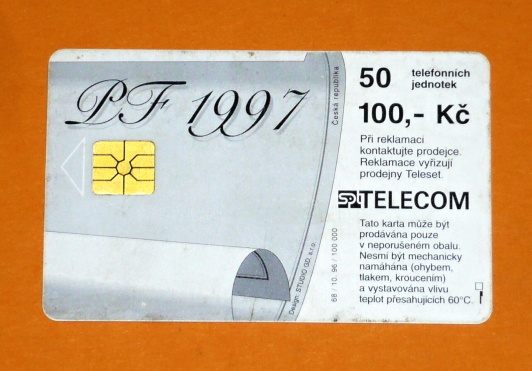 PF 1997
Česká republika
50 telefonních
jednotek
100,- Kč
Při reklamaci
kontaktujte prodejce.
Reklamace vyřizují
prodejny Teleset.
SPT TELECOM
Tato karta může být
prodávána pouze
v neporušeném obalu.
Nesmí být mechanicky
namáhána (ohybem,
tlakem, kroucením)
a vystavována vlivu
teplot přesahujících 60°C.
68 / 10. 96 / 100 000
Design: STUDIO GD, s.r.o.